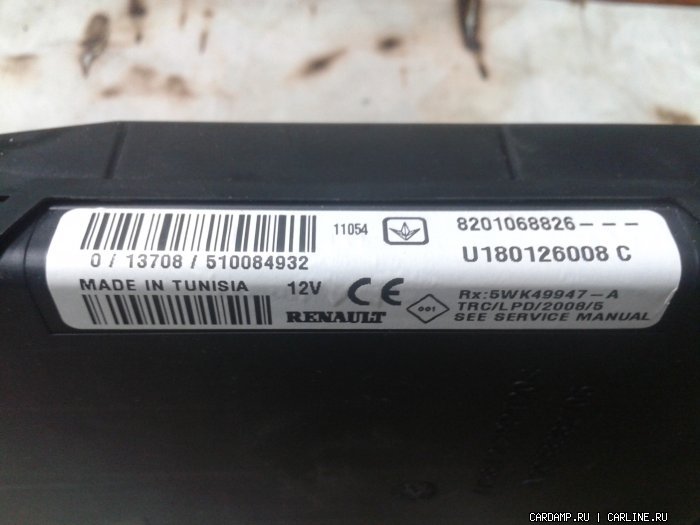 11054
8201068826---
0 / 13708 / 510084932
U180126008 C
MADE IN TUNISIA
12V
CE
Rx:5WK49947-A
001
TRC/LPD/2006/5
RENAULT
SEE SERVICE MANUAL
CARDAMP.RU | CARLINE.RU